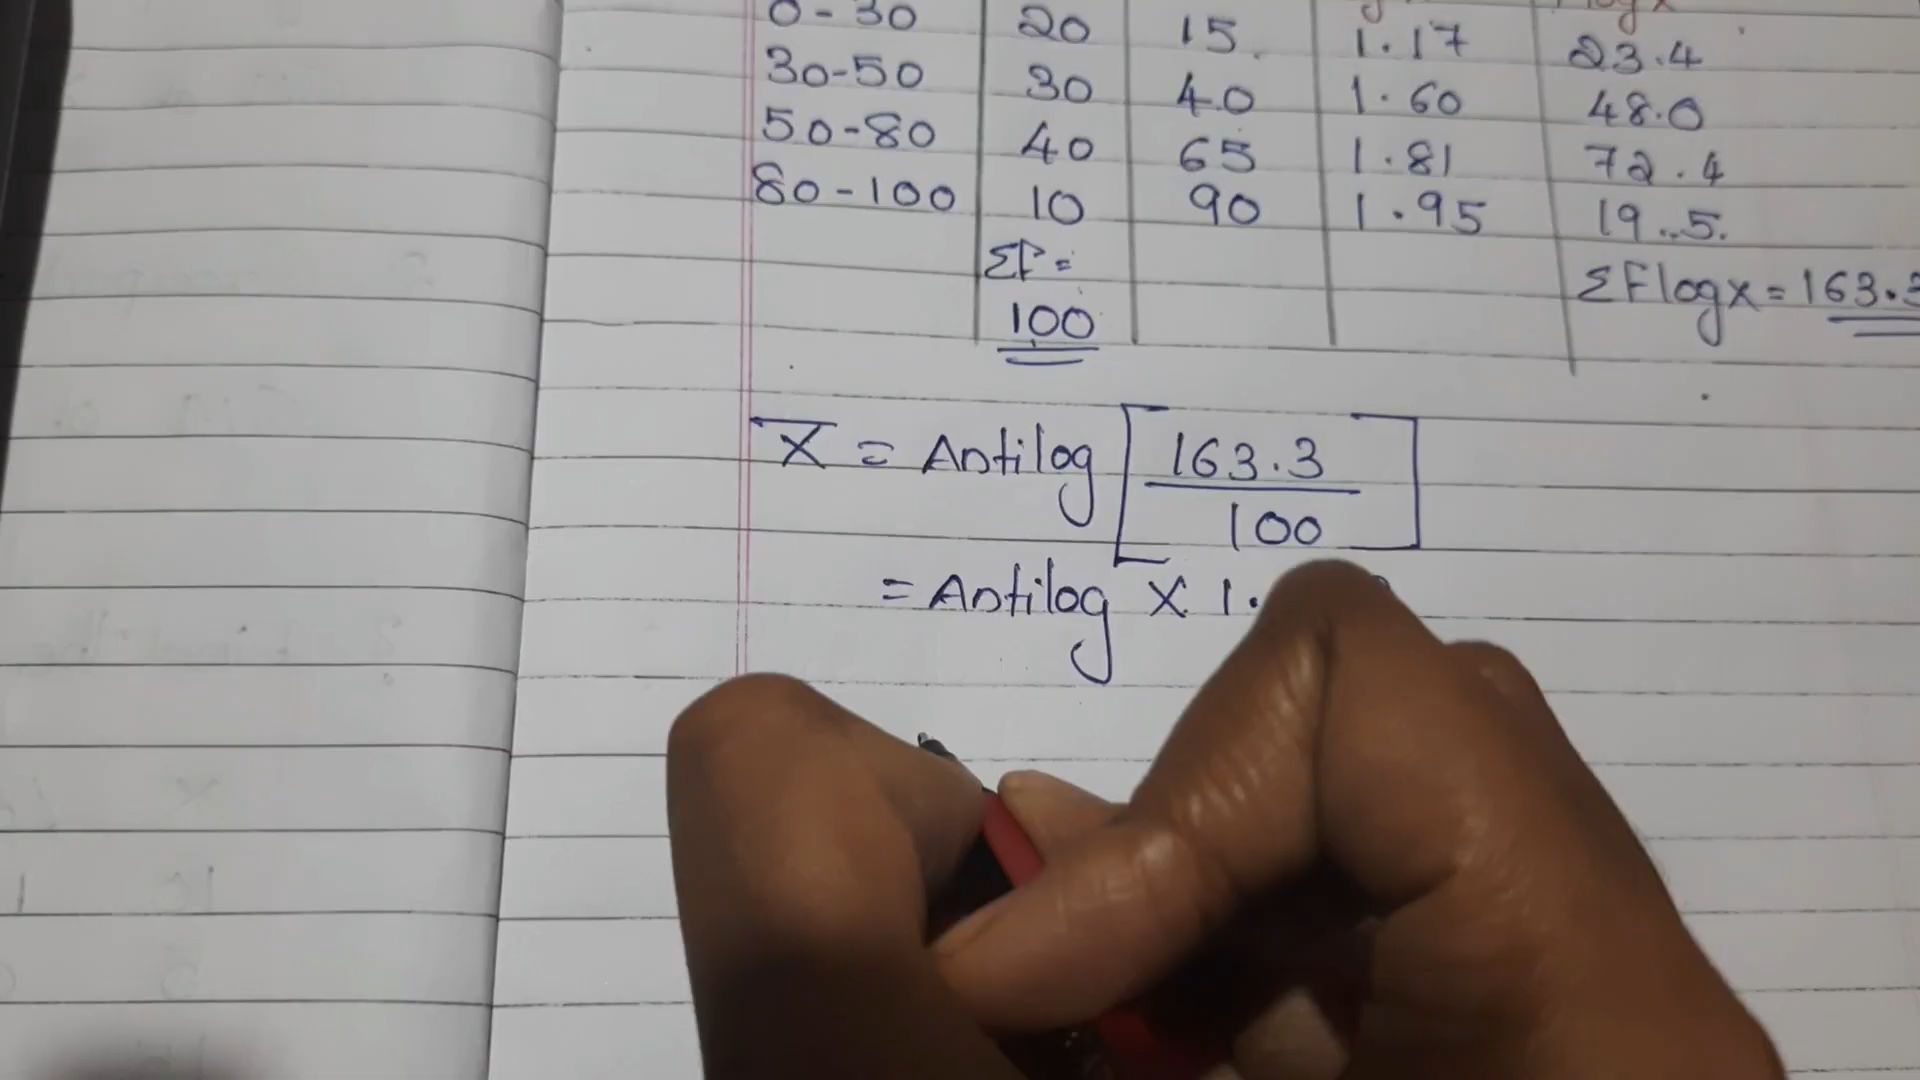 0-30 20 15 1.17 23.4
30-50 30 40 1.60 48.0
50-80 40 65 1.81 72.4
80-100 10 90 1.95 19.5
ΣF =
100
ΣFlogx = 163.3
X̅ = Antilog [163.3
100]
= Antilog × 1.